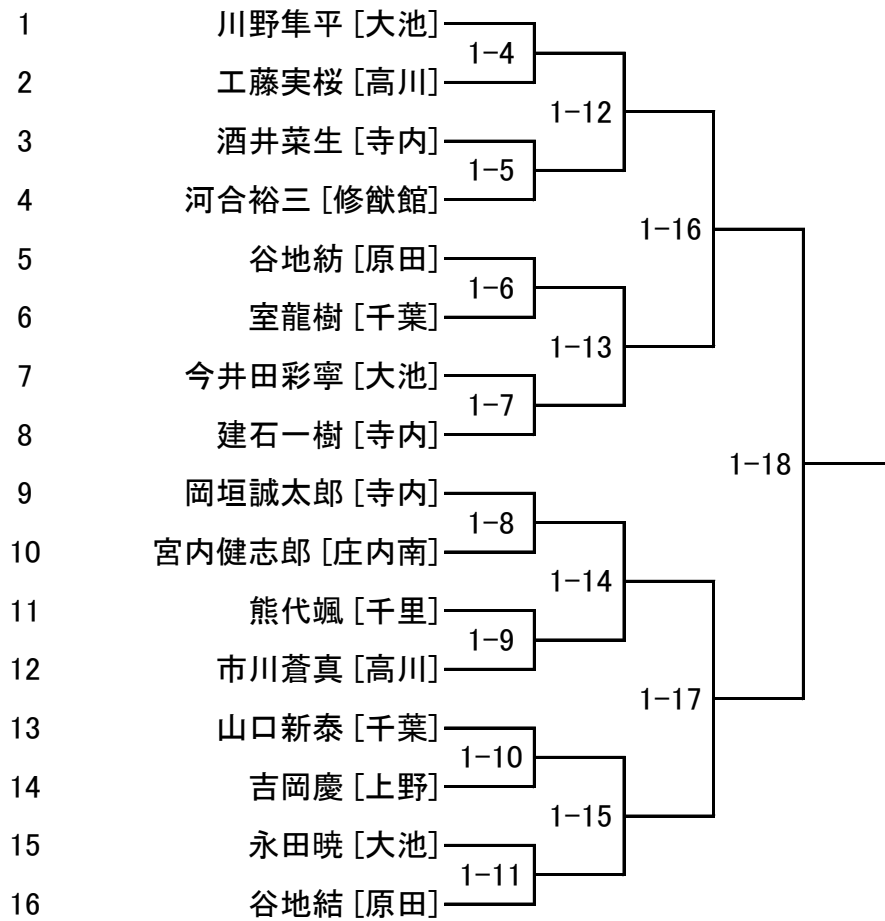 1 川野隼平 [大池]
1-4
2 工藤実桜 [高川]
1-12
3 酒井菜生 [寺内]
1-5
4 河合裕三 [修猷館]
1-16
5 谷地紡 [原田]
1-6
6 室龍樹 [千葉]
1-13
7 今井田彩寧 [大池]
1-7
8 建石一樹 [寺内]
1-18
9 岡垣誠太郎 [寺内]
1-8
10 宮内健志郎 [庄内南]
1-14
11 熊代颯 [千里]
1-9
12 市川蒼真 [高川]
1-17
13 山口新泰 [千葉]
1-10
14 吉岡慶 [上野]
1-15
15 永田暁 [大池]
1-11
16 谷地結 [原田]